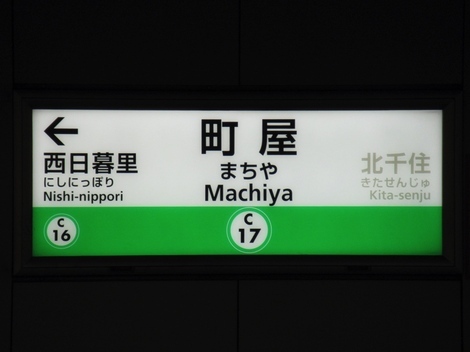 ←
西日暮里
にしにっぽり
Nishi-nippori
C
16
町屋
まちや
Machiya
C
17
北千住
きたせんじゅ
Kita-senju